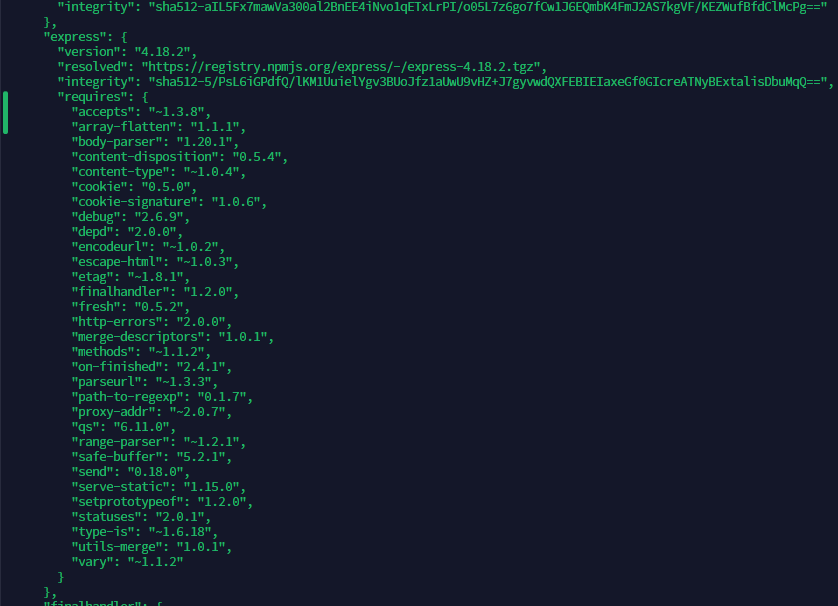 "integrity": "sha512-aIL5Fx7mawVa300al2BnEE4iNvo1qETxLrPI/o05L7z6go7fCw1J6EQmbK4FmJ2AS7kgVF/KEZWufBfdClMcPg=="
},
"express": {
"version": "4.18.2",
"resolved": "https://registry.npmjs.org/express/-/express-4.18.2.tgz",
"integrity": "sha512-5/PsL6iGPdfQ/lKM1UuielYgv3BUoJfz1aUwU9vHZ+J7gyvwdQXFEBIEIaxeGf0GIcreATNyBExtalisDbuMqQ==",
"requires": {
"accepts": "~1.3.8",
"array-flatten": "1.1.1",
"body-parser": "1.20.1",
"content-disposition": "0.5.4",
"content-type": "~1.0.4",
"cookie": "0.5.0",
"cookie-signature": "1.0.6",
"debug": "2.6.9",
"depd": "2.0.0",
"encodeurl": "~1.0.2",
"escape-html": "~1.0.3",
"etag": "~1.8.1",
"finalhandler": "1.2.0",
"fresh": "0.5.2",
"http-errors": "2.0.0",
"merge-descriptors": "1.0.1",
"methods": "~1.1.2",
"on-finished": "2.4.1",
"parseurl": "~1.3.3",
"path-to-regexp": "0.1.7",
"proxy-addr": "~2.0.7",
"qs": "6.11.0",
"range-parser": "~1.2.1",
"safe-buffer": "5.2.1",
"send": "0.18.0",
"serve-static": "1.15.0",
"setprototypeof": "1.2.0",
"statuses": "2.0.1",
"type-is": "~1.6.18",
"utils-merge": "1.0.1",
"vary": "~1.1.2"
}
},
"finalhandler": {